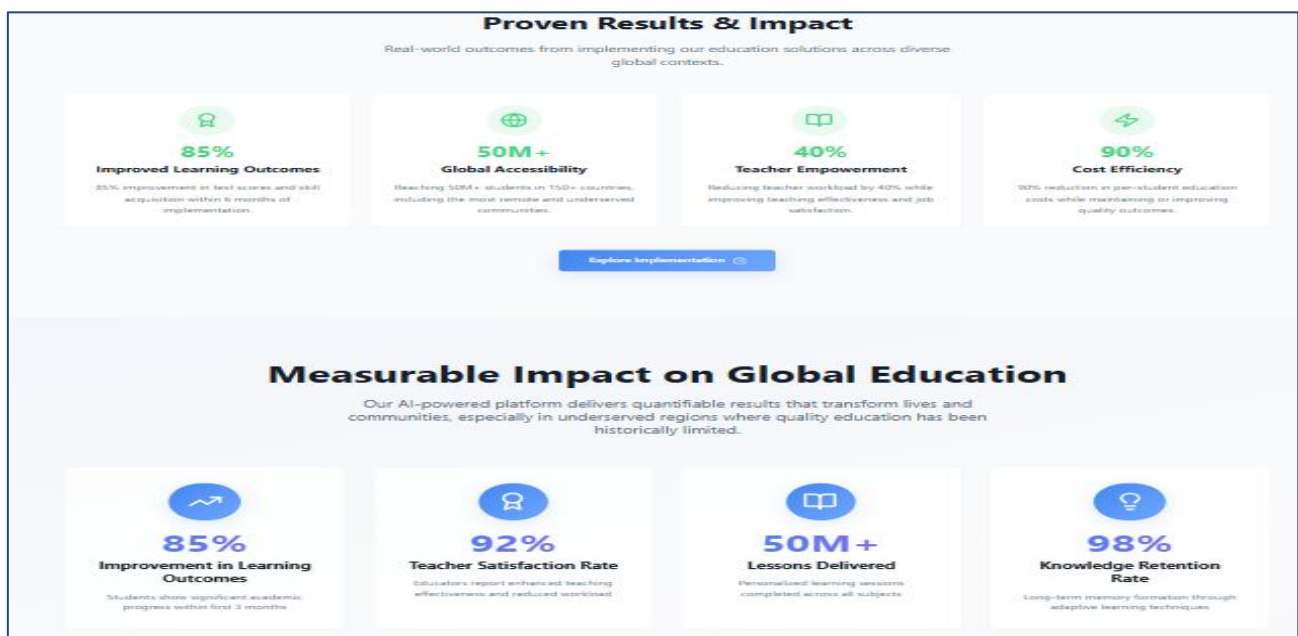 Proven Results & Impact
Real-world outcomes from implementing our education solutions across diverse
global contexts.
85%
Improved Learning Outcomes
85% improvement in test scores and skill
acquisition within 6 months of
implementation.
50M+
Global Accessibility
Reaching 50M+ students in 150+ countries,
including the most remote and underserved
communities.
40%
Teacher Empowerment
Reducing teacher workload by 40% while
improving teaching effectiveness and job
satisfaction.
90%
Cost Efficiency
90% reduction in per-student education
costs while maintaining or improving
quality outcomes.
Explore Implementation
Measurable Impact on Global Education
Our AI-powered platform delivers quantifiable results that transform lives and
communities, especially in underserved regions where quality education has been
historically limited.
85%
Improvement in Learning
Outcomes
Students show significant academic
progress within first 3 months
92%
Teacher Satisfaction Rate
Educators report enhanced teaching
effectiveness and reduced workload
50M+
Lessons Delivered
Personalized learning sessions
completed across all subjects
98%
Knowledge Retention
Rate
Long-term memory formation through
adaptive learning techniques